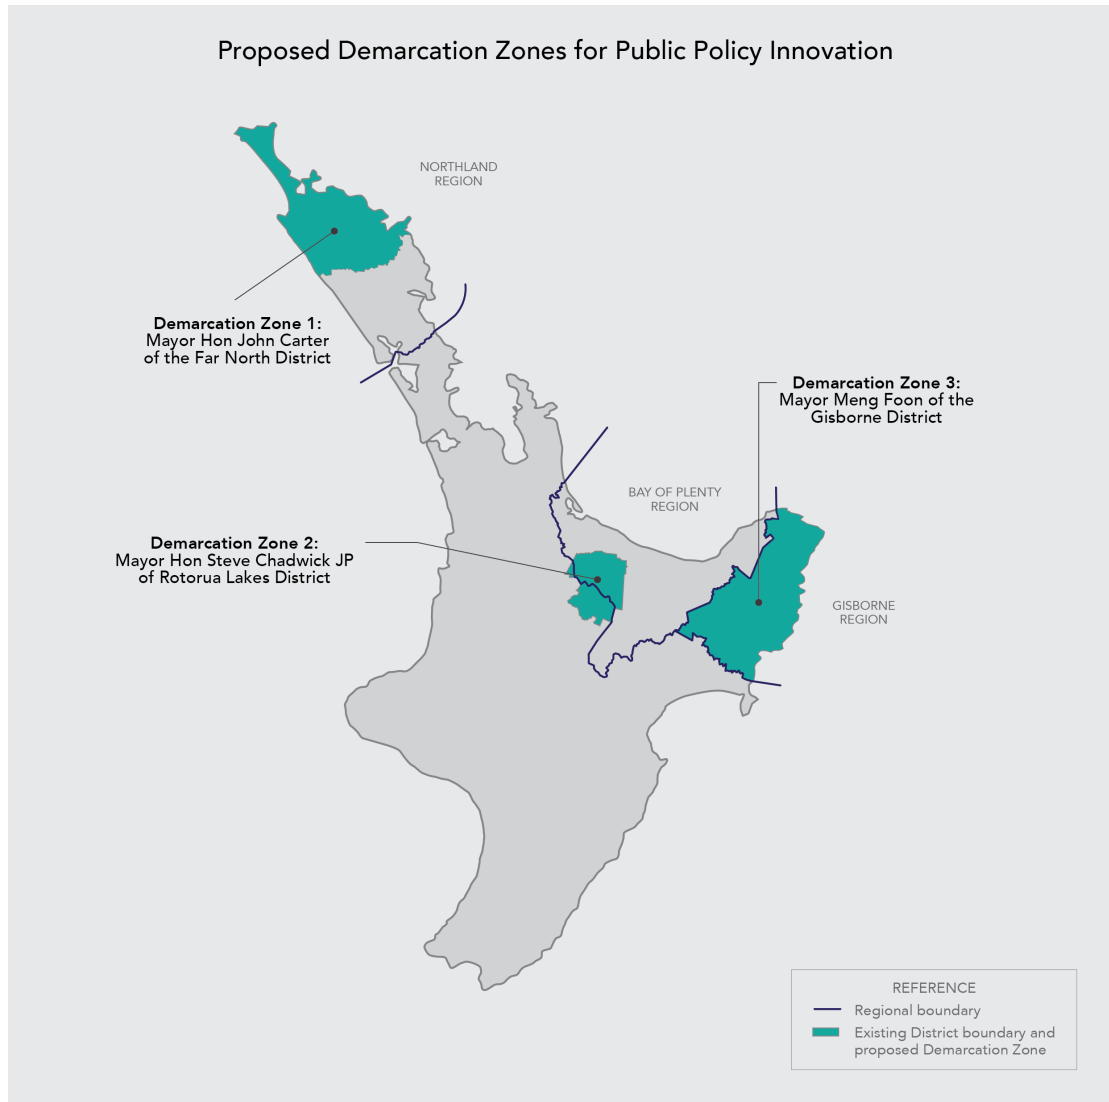 Proposed Demarcation Zones for Public Policy Innovation
NORTHLAND
REGION
Demarcation Zone 1:
Mayor Hon John Carter
of the Far North District
Demarcation Zone 3:
Mayor Meng Foon of the
Gisborne District
BAY OF PLENTY
REGION
Demarcation Zone 2:
Mayor Hon Steve Chadwick JP
of Rotorua Lakes District
GISBORNE
REGION
REFERENCE
Regional boundary
Existing District boundary and
proposed Demarcation Zone